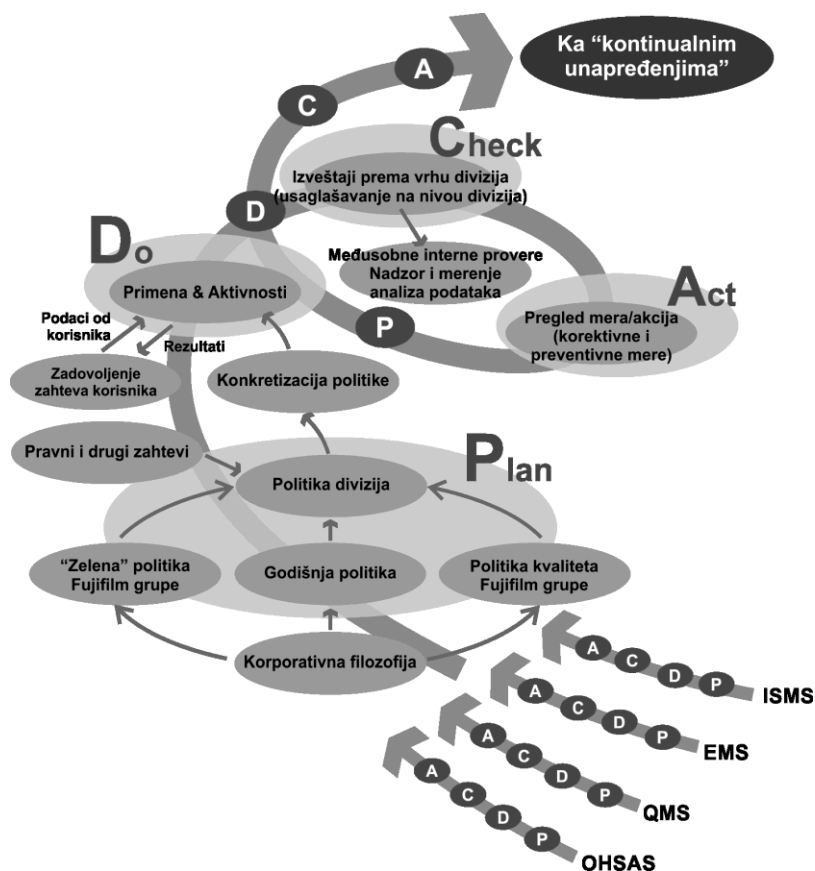 Ka “kontinualnim
unapređenjima”
A
C
Check
Izveštaji prema vrhu divizija
(usaglašavanje na nivou divizija)
D
Do
Međusobne interne provere
Nadzor i merenje
analiza podataka
Primena & Aktivnosti
Act
Pregled mera/akcija
(korektivne i
preventivne mere)
P
Podaci od
korisnika
Rezultati
Zadovoljenje
zahteva korisnika
Konkretizacija politike
Pravni i drugi zahtevi
Plan
Politika divizija
“Zelena” politika
Fujifilm grupe
Godišnja politika
Politika kvaliteta
Fujifilm grupe
Korporativna filozofija
A C D P ISMS
A C D P EMS
A C D P QMS
A C D P OHSAS